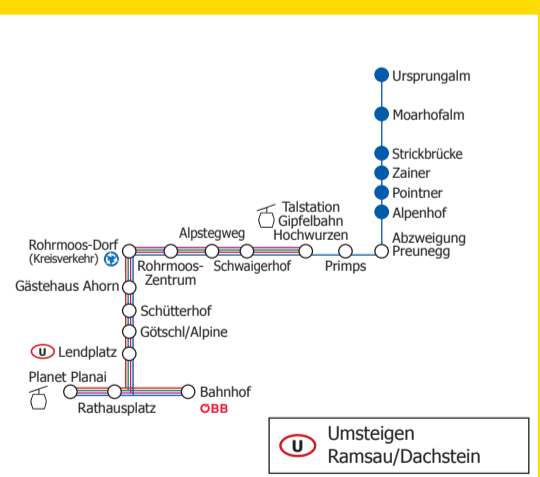 Ursprungalm
Moarhofalm
Strickbrücke
Zainer
Pointner
Alpenhof
Abzweigung
Preunegg
Talstation
Gipfelbahn
Hochwurzen
Primps
Alpstegweg
Schwaigerhof
Rohrmoos-
Zentrum
Rohrmoos-Dorf
(Kreisverkehr)
Gästehaus Ahorn
Schütterhof
Götschl/Alpine
U Lendplatz
Planet Planai
Rathausplatz
Bahnhof
ÖBB
U Umsteigen
Ramsau/Dachstein